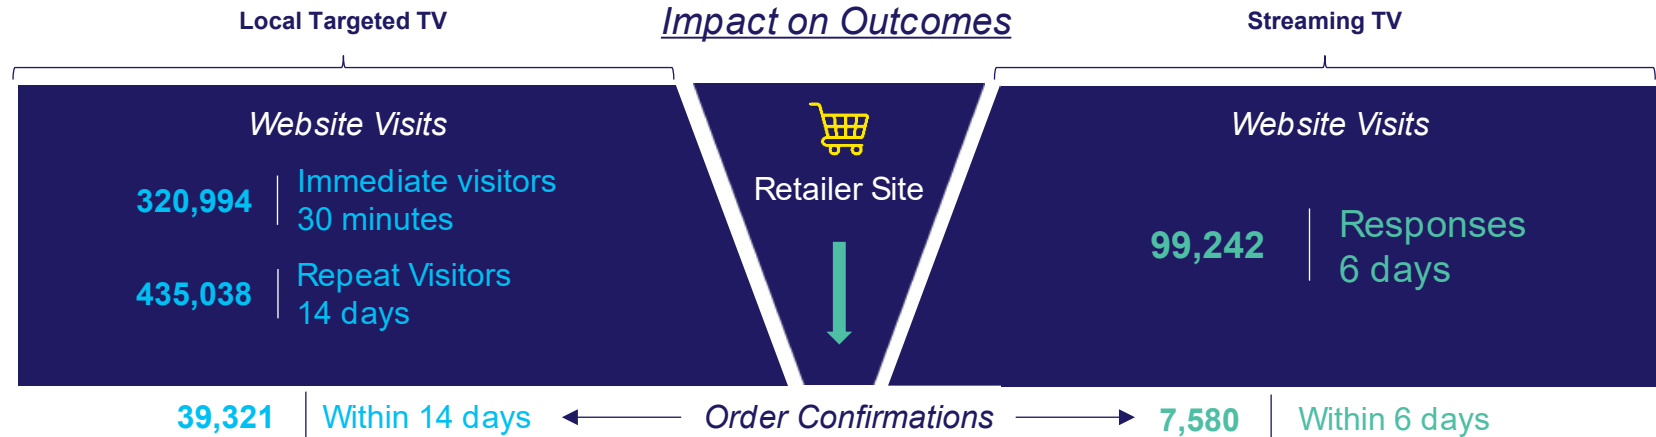 Local Targeted TV
Impact on Outcomes
Streaming TV
Website Visits
320,994
Immediate visitors
30 minutes
435,038
Repeat Visitors
14 days
Retailer Site
Website Visits
99,242
Responses
6 days
39,321
Within 14 days
Order Confirmations
7,580
Within 6 days